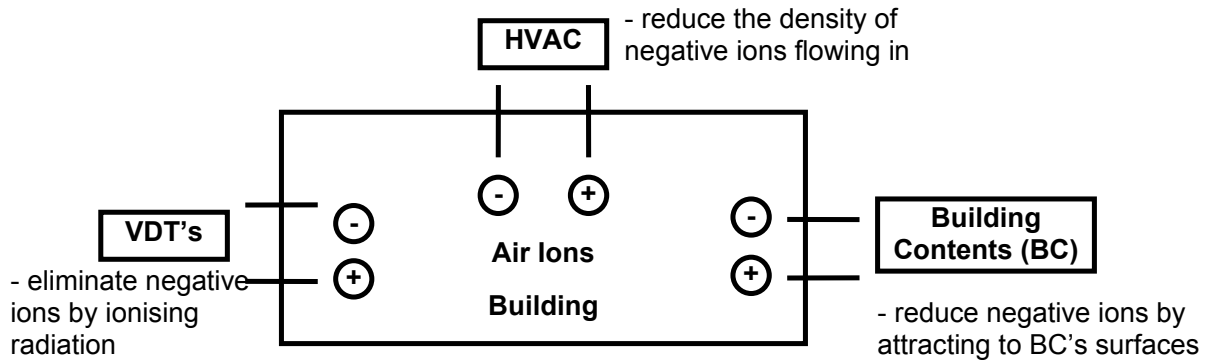 HVAC
- reduce the density of
negative ions flowing in
- +
VDT's
- eliminate negative
ions by ionising
radiation
-
+
Air Ions
Building
-
+
Building
Contents (BC)
- reduce negative ions by
attracting to BC's surfaces